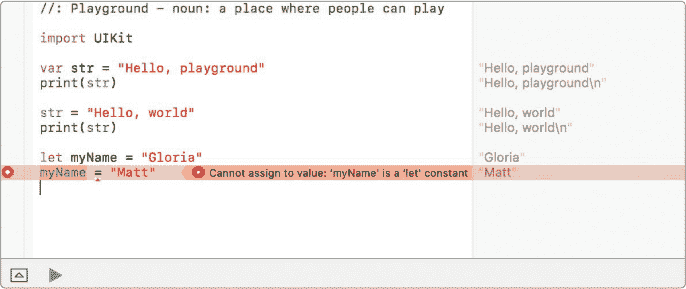 //: Playground - noun: a place where people can play
import UIKit
var str = "Hello, playground" "Hello, playground"
print(str) "Hello, playground\n"
str = "Hello, world" "Hello, world"
print(str) "Hello, world\n"
let myName = "Gloria" "Gloria"
myName = "Matt" Cannot assign to value: 'myName' is a 'let' constant "Matt"